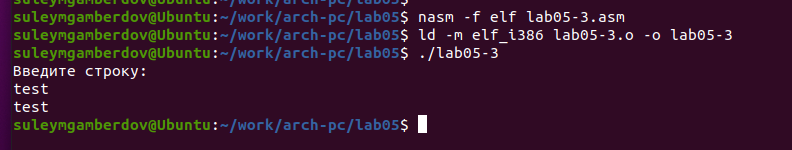 suleymgamberdov@Ubuntu:~/work/arch-pc/lab05$ nasm -f elf lab05-3.asm
suleymgamberdov@Ubuntu:~/work/arch-pc/lab05$ ld -m elf_i386 lab05-3.o -o lab05-3
suleymgamberdov@Ubuntu:~/work/arch-pc/lab05$ ./lab05-3
Введите строку:
test
test
suleymgamberdov@Ubuntu:~/work/arch-pc/lab05$